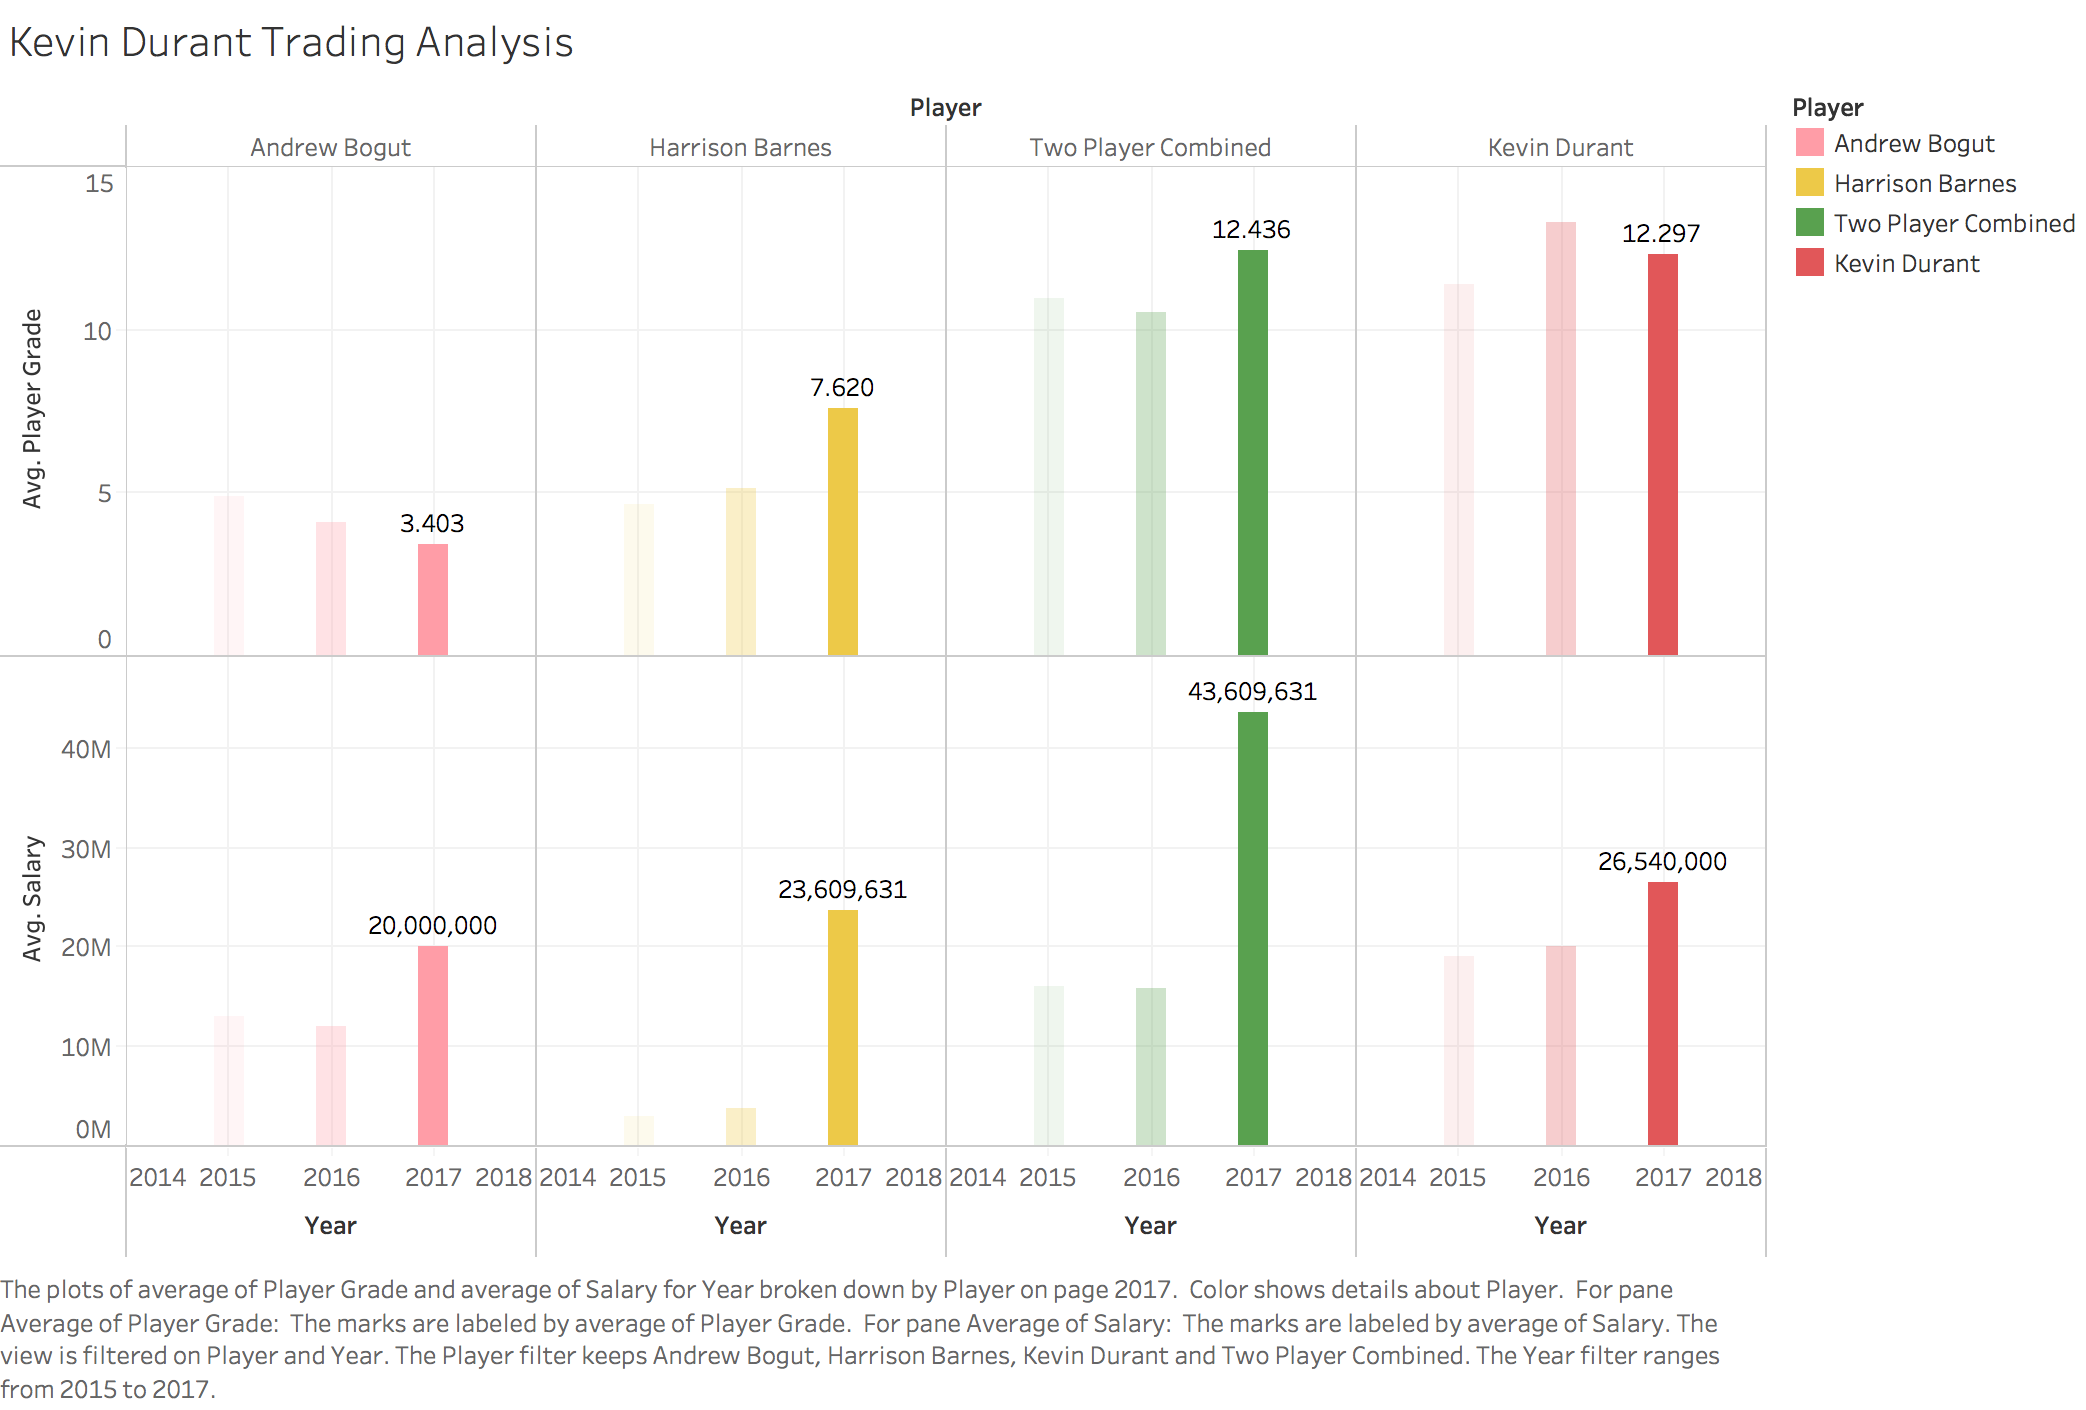 Kevin Durant Trading Analysis
Player
Andrew Bogut Harrison Barnes Two Player Combined Kevin Durant
Player
Andrew Bogut
Harrison Barnes
Two Player Combined
Kevin Durant
Avg. Player Grade
15
10
5
0
3.403
7.620
12.436
12.297
Avg. Salary
40M
30M
20M
10M
0M
20,000,000
23,609,631
43,609,631
26,540,000
2014 2015 2016 2017 2018 2014 2015 2016 2017 2018 2014 2015 2016 2017 2018 2014 2015 2016 2017 2018
Year Year Year Year
The plots of average of Player Grade and average of Salary for Year broken down by Player on page 2017. Color shows details about Player. For pane
Average of Player Grade: The marks are labeled by average of Player Grade. For pane Average of Salary: The marks are labeled by average of Salary. The
view is filtered on Player and Year. The Player filter keeps Andrew Bogut, Harrison Barnes, Kevin Durant and Two Player Combined. The Year filter ranges
from 2015 to 2017.